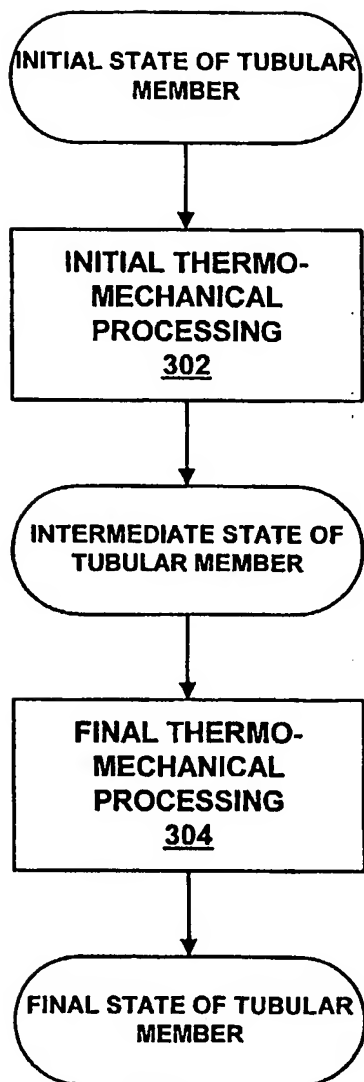 INITIAL STATE OF TUBULAR
MEMBER
INITIAL THERMO-
MECHANICAL
PROCESSING
302
INTERMEDIATE STATE OF
TUBULAR MEMBER
FINAL THERMO-
MECHANICAL
PROCESSING
304
FINAL STATE OF TUBULAR
MEMBER